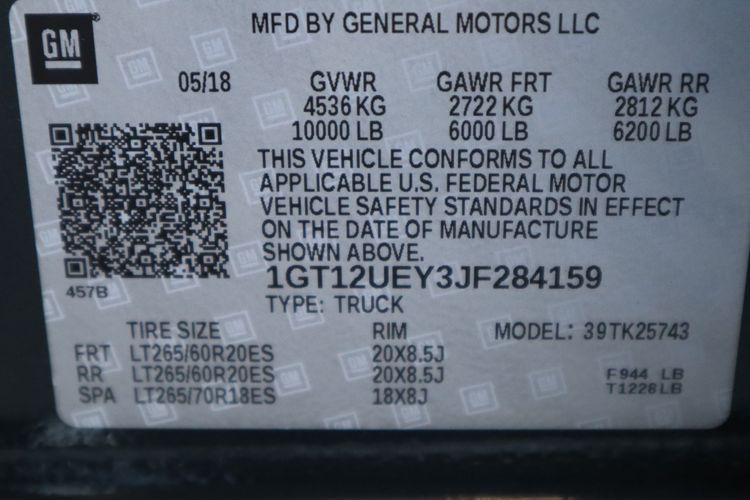 GM
MFD BY GENERAL MOTORS LLC
05/18 GVWR GAWR FRT GAWR RR
4536 KG 2722 KG 2812 KG
10000 LB 6000 LB 6200 LB
THIS VEHICLE CONFORMS TO ALL
APPLICABLE U.S. FEDERAL MOTOR
VEHICLE SAFETY STANDARDS IN EFFECT
ON THE DATE OF MANUFACTURE
SHOWN ABOVE.
457B
1GT12UEY3JF284159
TYPE: TRUCK
TIRE SIZE RIM MODEL: 39TK25743
FRT LT265/60R20ES 20X8.5J
RR LT265/60R20ES 20X8.5J F944 LB
SPA LT265/70R18ES 18X8J T1228LB